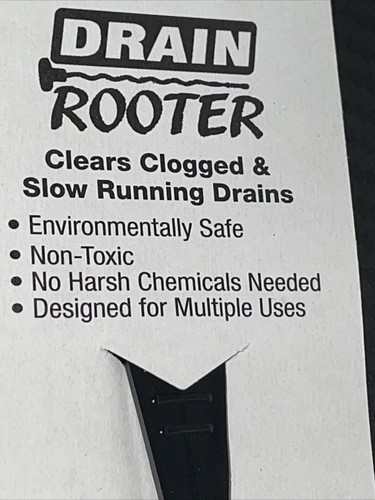 DRAIN
ROOTER
Clears Clogged &
Slow Running Drains
• Environmentally Safe
• Non-Toxic
• No Harsh Chemicals Needed
• Designed for Multiple Uses